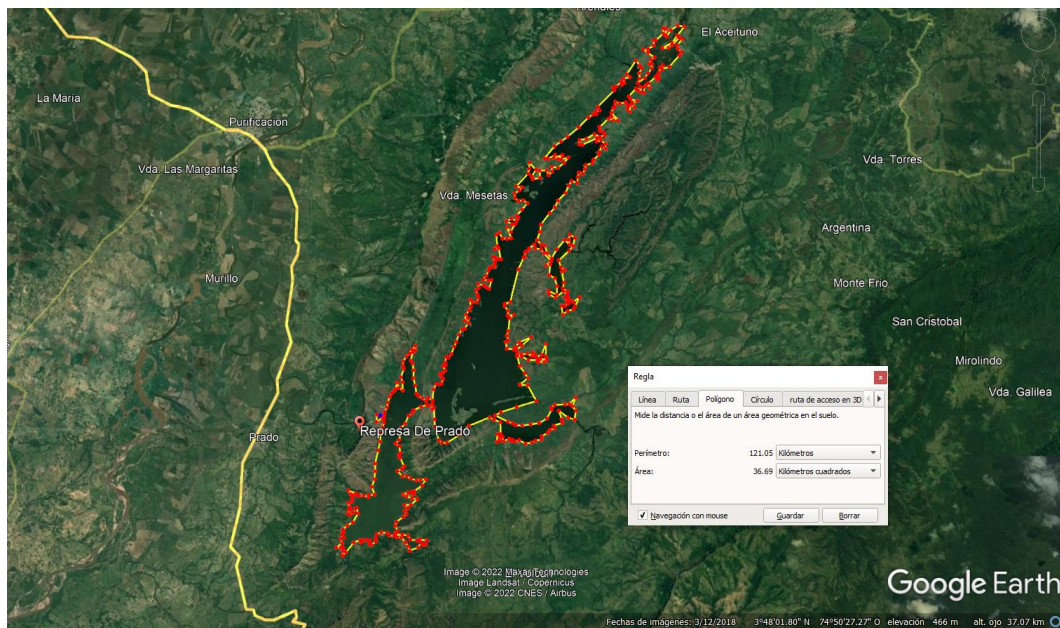 El Aceituno
La María
Purificación
Vda. Torres
Vda. Las Margaritas
Vda. Mesetas
Argentina
Murillo
Monte Frio
San Cristobal
Mirolindo
Vda. Galilea
Represa De Prado
Prado
Regla
x
Línea Ruta Polígono Círculo ruta de acceso en 3D
Mide la distancia o el área de un área geométrica en el suelo.
Perímetro: 121.05 Kilómetros
Área: 36.69 Kilómetros cuadrados
Navegación con mouse Guardar Borrar
Image © 2022 Maxar Technologies
Image Landsat / Copernicus
Image © 2022 CNES / Airbus
Google Earth
Fechas de imágenes: 3/12/2018 3°48'01.80" N 74°50'27.27" O elevación 466 m alt. ojo 37.07 km